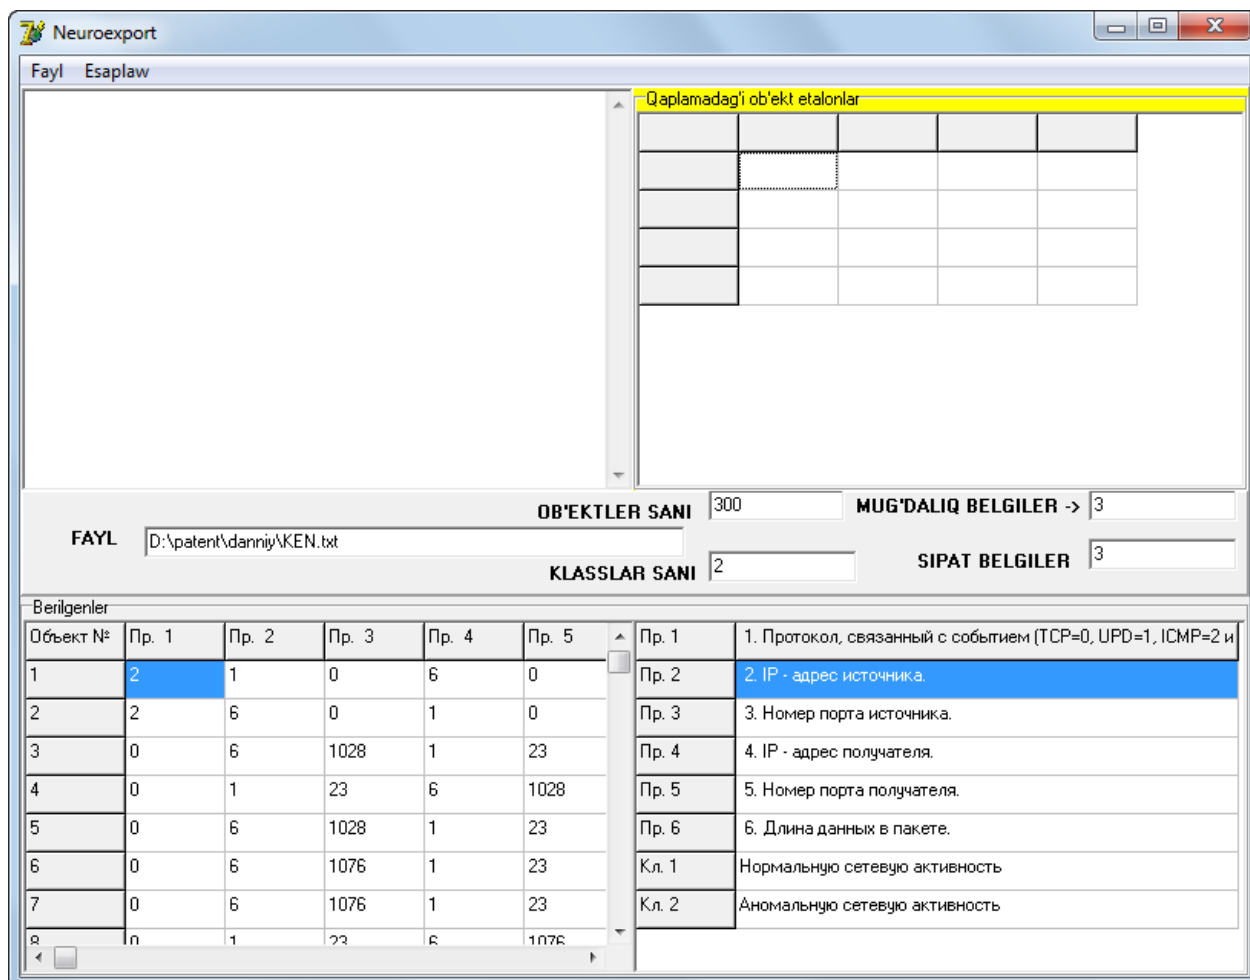 Neuroexport
Fayl Esaplaw
Qaplamadag'i ob'ekt etalonlar
OB'EKTLER SANI 300 MUG'DALIQ BELGILER -> 3
FAYL D:\patent\danniy\KEN.txt
KLASSLAR SANI 2 SIPAT BELGILER 3
Berilgenler
Объект № Пр. 1 Пр. 2 Пр. 3 Пр. 4 Пр. 5
1 2 1 0 6 0
2 2 6 0 1 0
3 0 6 1028 1 23
4 0 1 23 6 1028
5 0 6 1028 1 23
6 0 6 1076 1 23
7 0 6 1076 1 23
8 0 1 23 6 1076
Пр. 1 1. Протокол, связанный с событием (TCP=0, UPD=1, ICMP=2 и
Пр. 2 2. IP - адрес источника.
Пр. 3 3. Номер порта источника.
Пр. 4 4. IP - адрес получателя.
Пр. 5 5. Номер порта получателя.
Пр. 6 6. Длина данных в пакете.
Кл. 1 Нормальную сетевую активность
Кл. 2 Аномальную сетевую активность